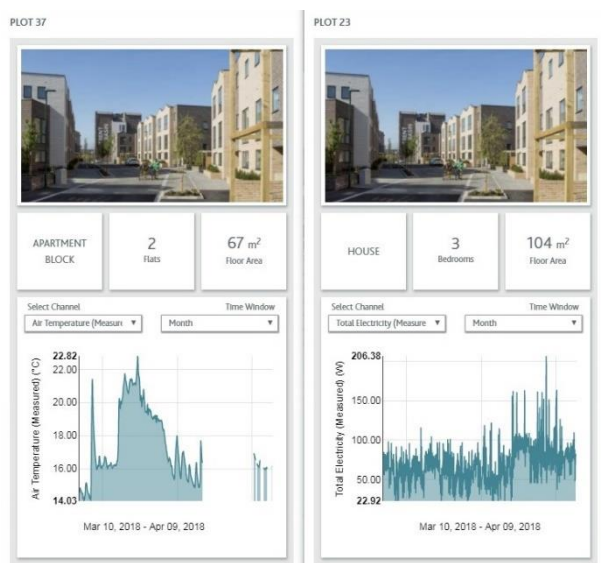 PLOT 37
APARTMENT
BLOCK
2
Flats
67 m²
Floor Area
Select Channel
Time Window
Air Temperature (Measure
Month
Air Temperature (Measured) (°C)
22.82
22.00
20.00
18.00
16.00
14.03
Mar 10, 2018 - Apr 09, 2018
PLOT 23
HOUSE
3
Bedrooms
104 m²
Floor Area
Select Channel
Time Window
Total Electricity (Measure
Month
Total Electricity (Measured) (W)
206.38
150.00
100.00
50.00
22.92
Mar 10, 2018 - Apr 09, 2018